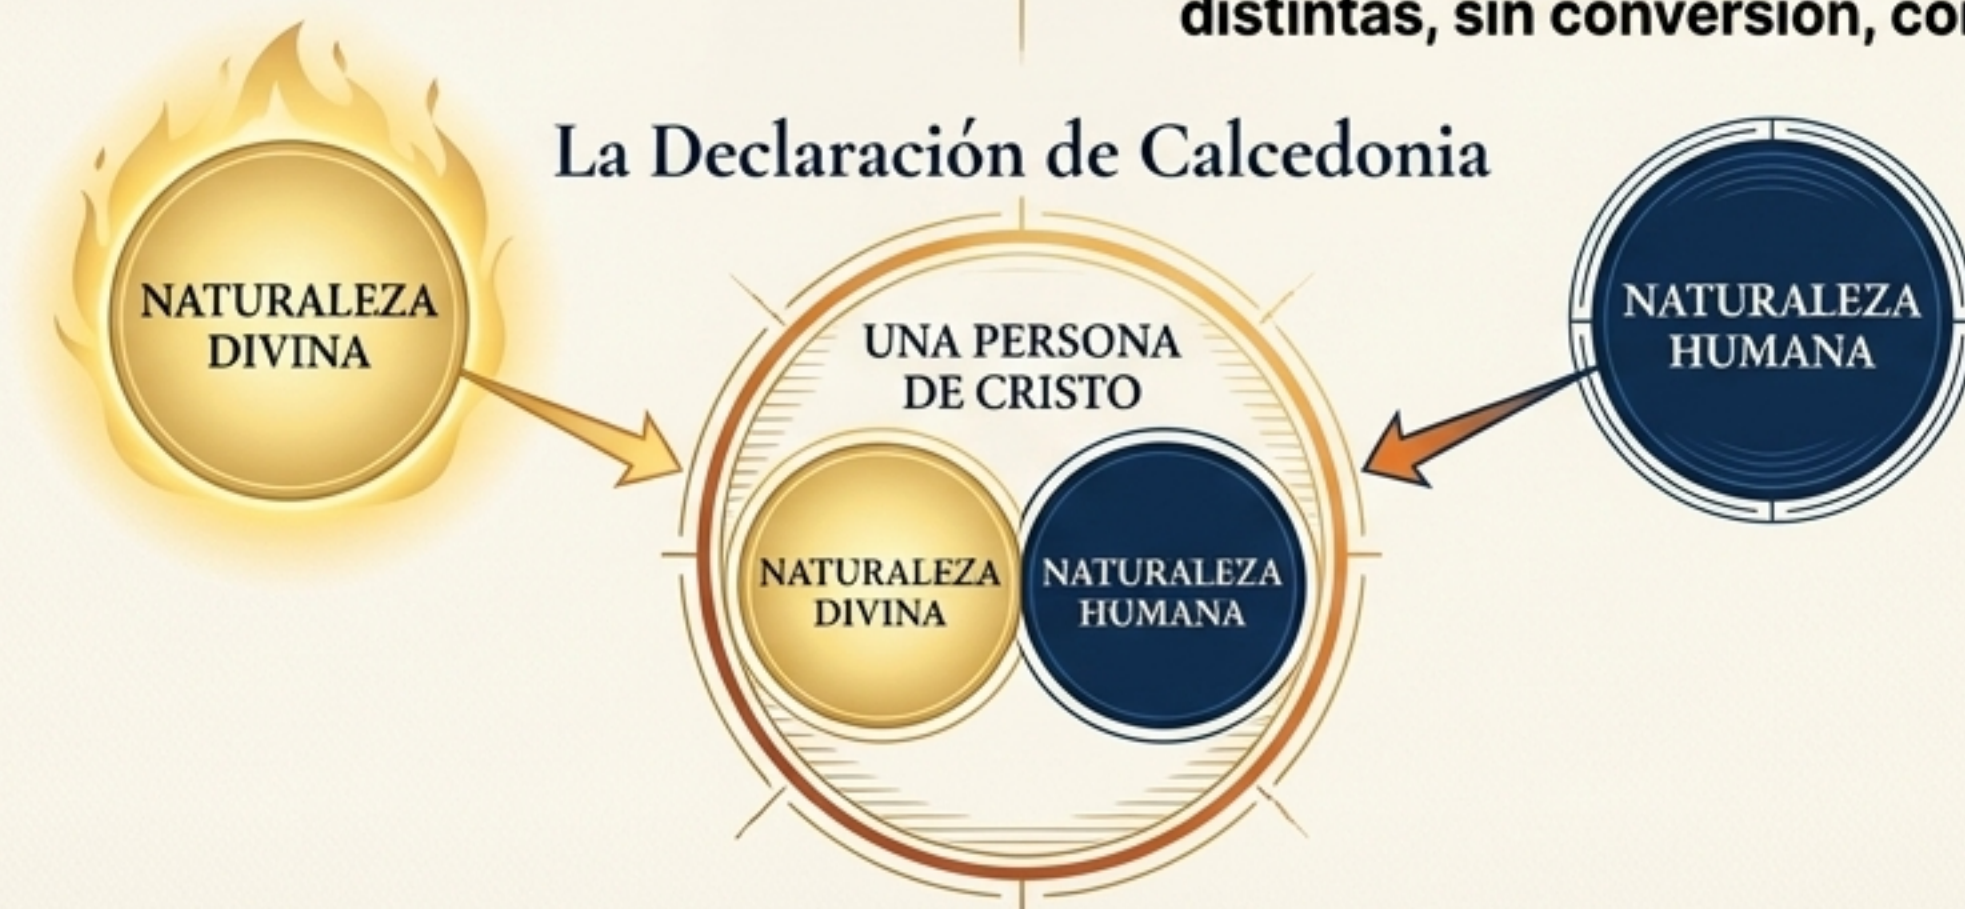 distintas, sin conversión,
La Declaración de Calcedonia
NATURALEZA
DIVINA
NATURALEZA
HUMANA
UNA PERSONA
DE CRISTO
NATURALEZA
DIVINA
NATURALEZA
HUMANA